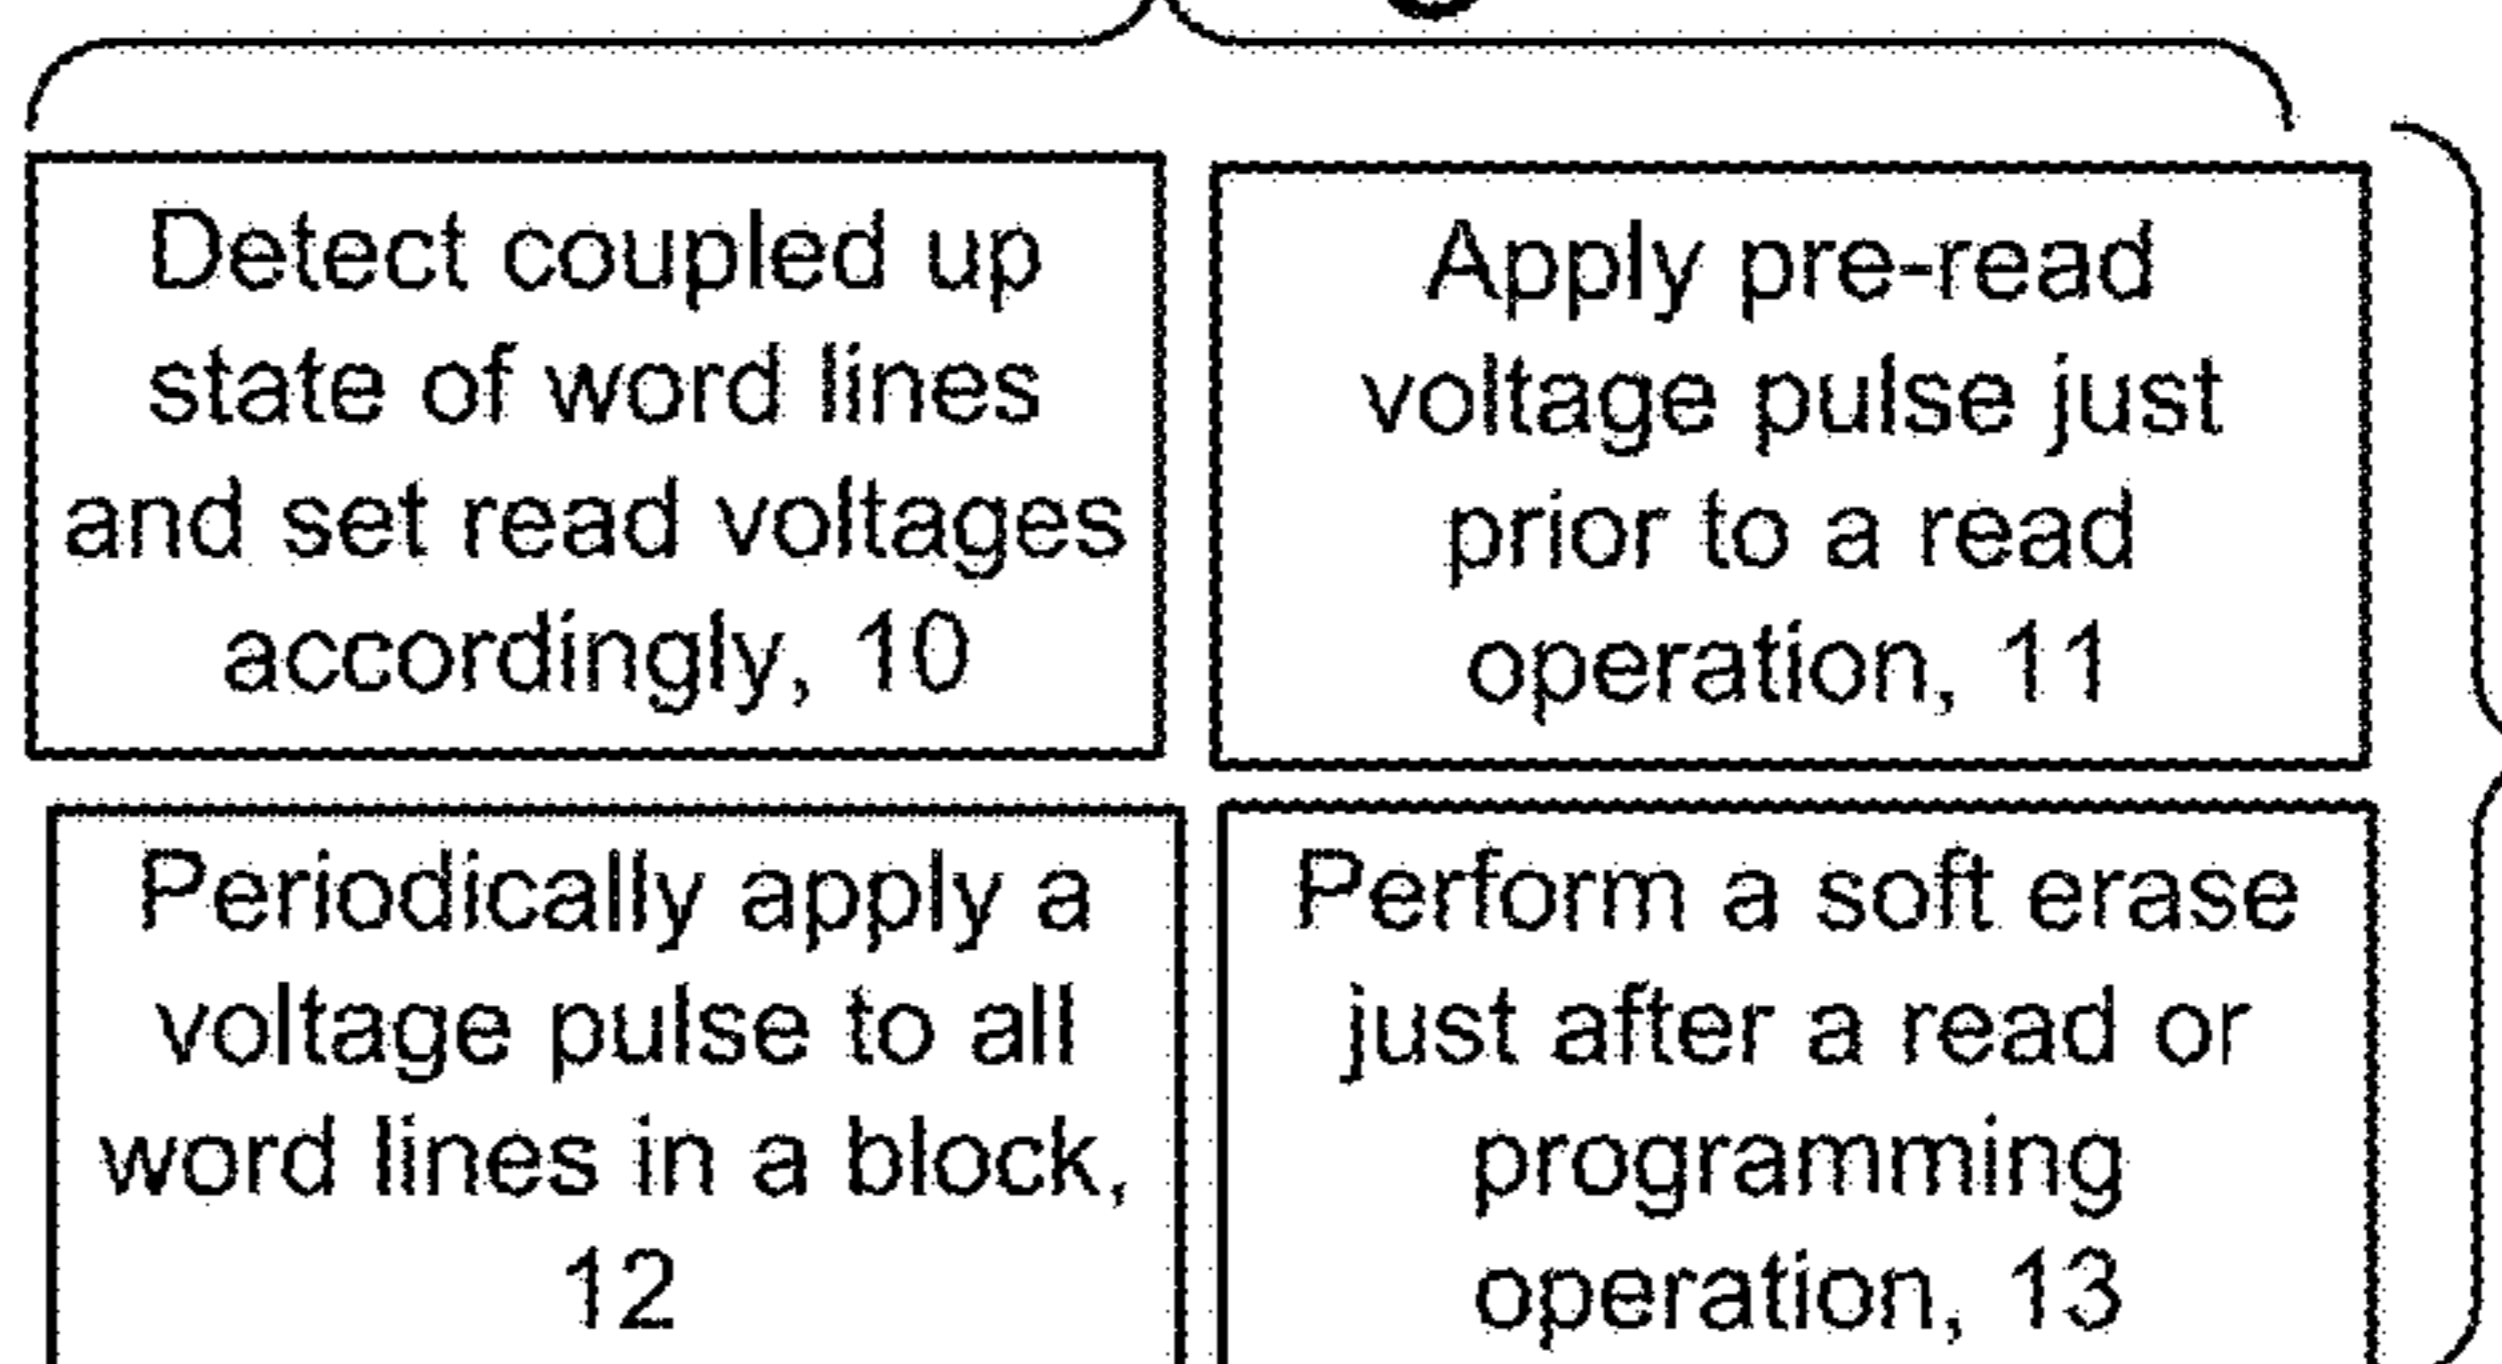 Detect coupled up
state of word lines
and set read voltages
accordingly, 10
Apply pre-read
voltage pulse just
prior to a read
operation, 11
Periodically apply a
voltage pulse to all
word lines in a block,
12
Perform a soft erase
just after a read or
programming
operation, 13